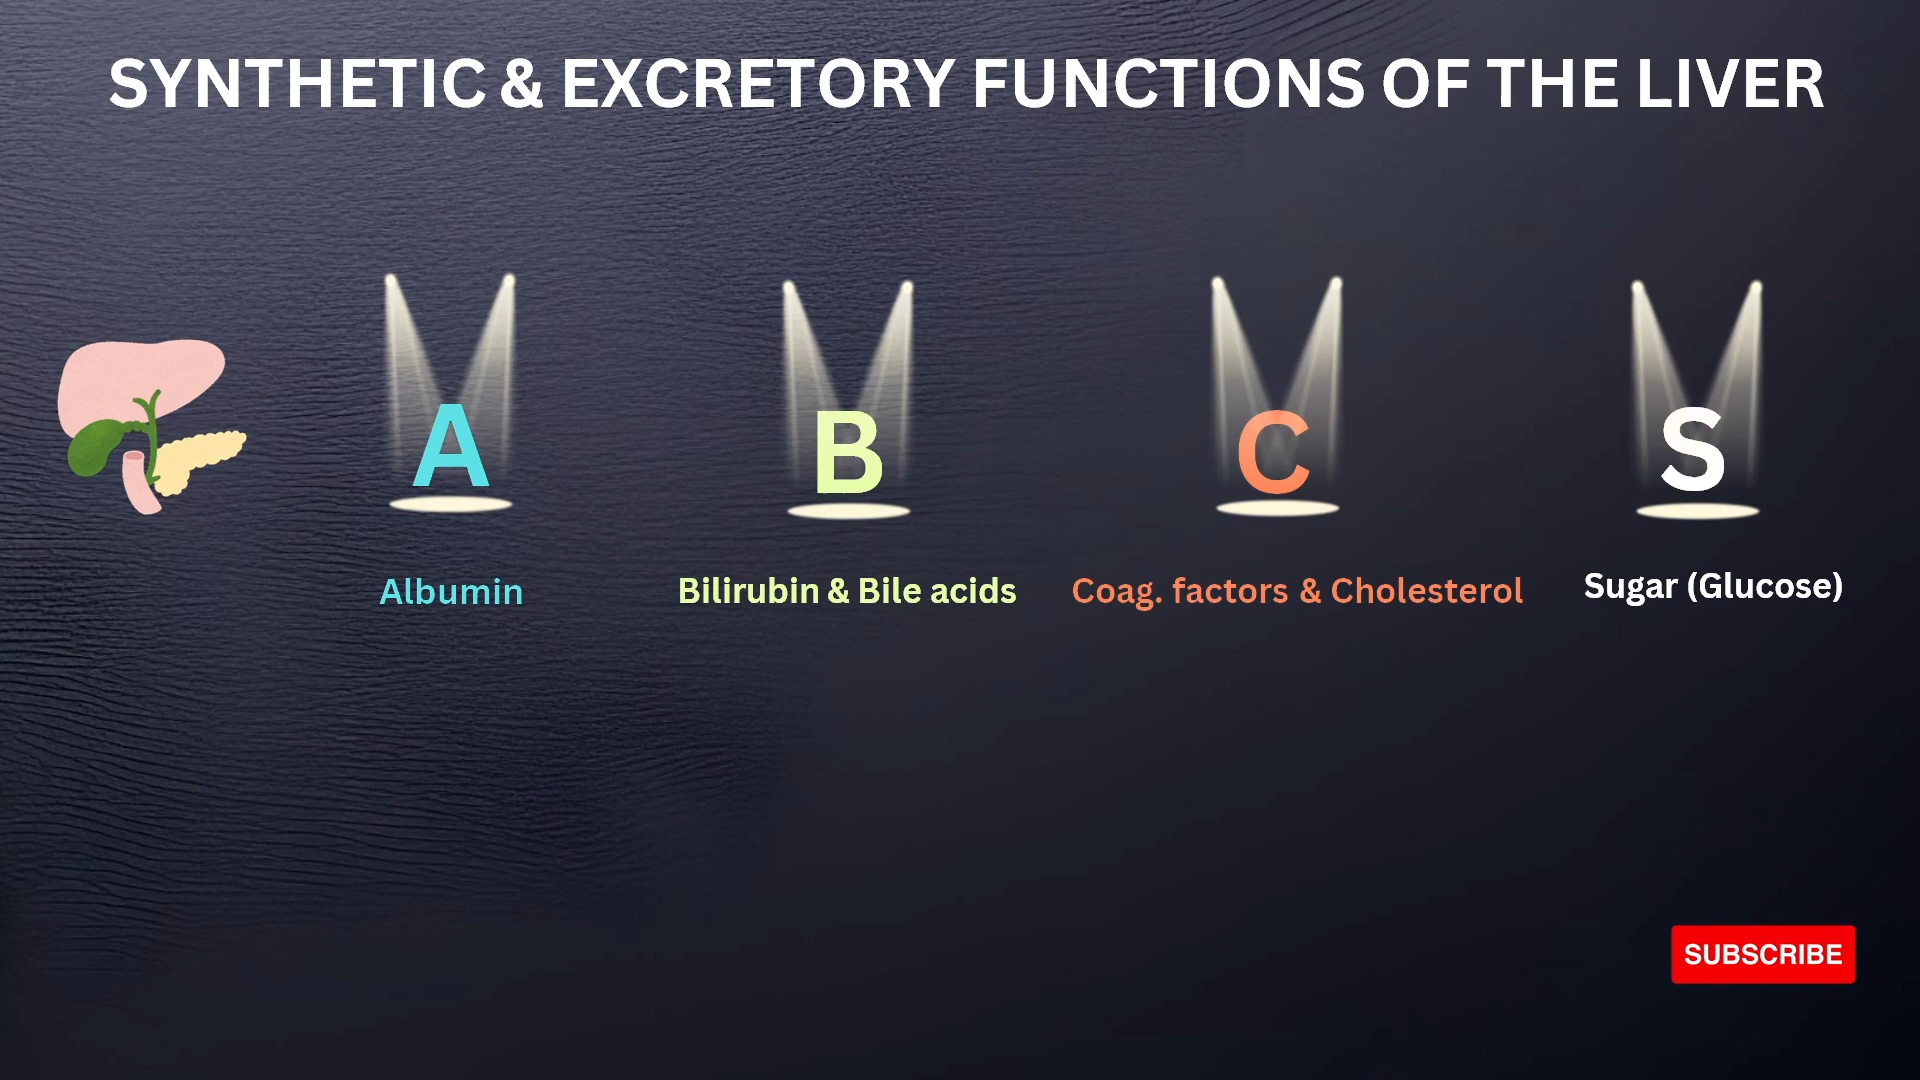 SYNTHETIC & EXCRETORY FUNCTIONS OF THE LIVER
A
B
C
S
Albumin
Bilirubin & Bile acids
Coag. factors & Cholesterol
Sugar (Glucose)
SUBSCRIBE